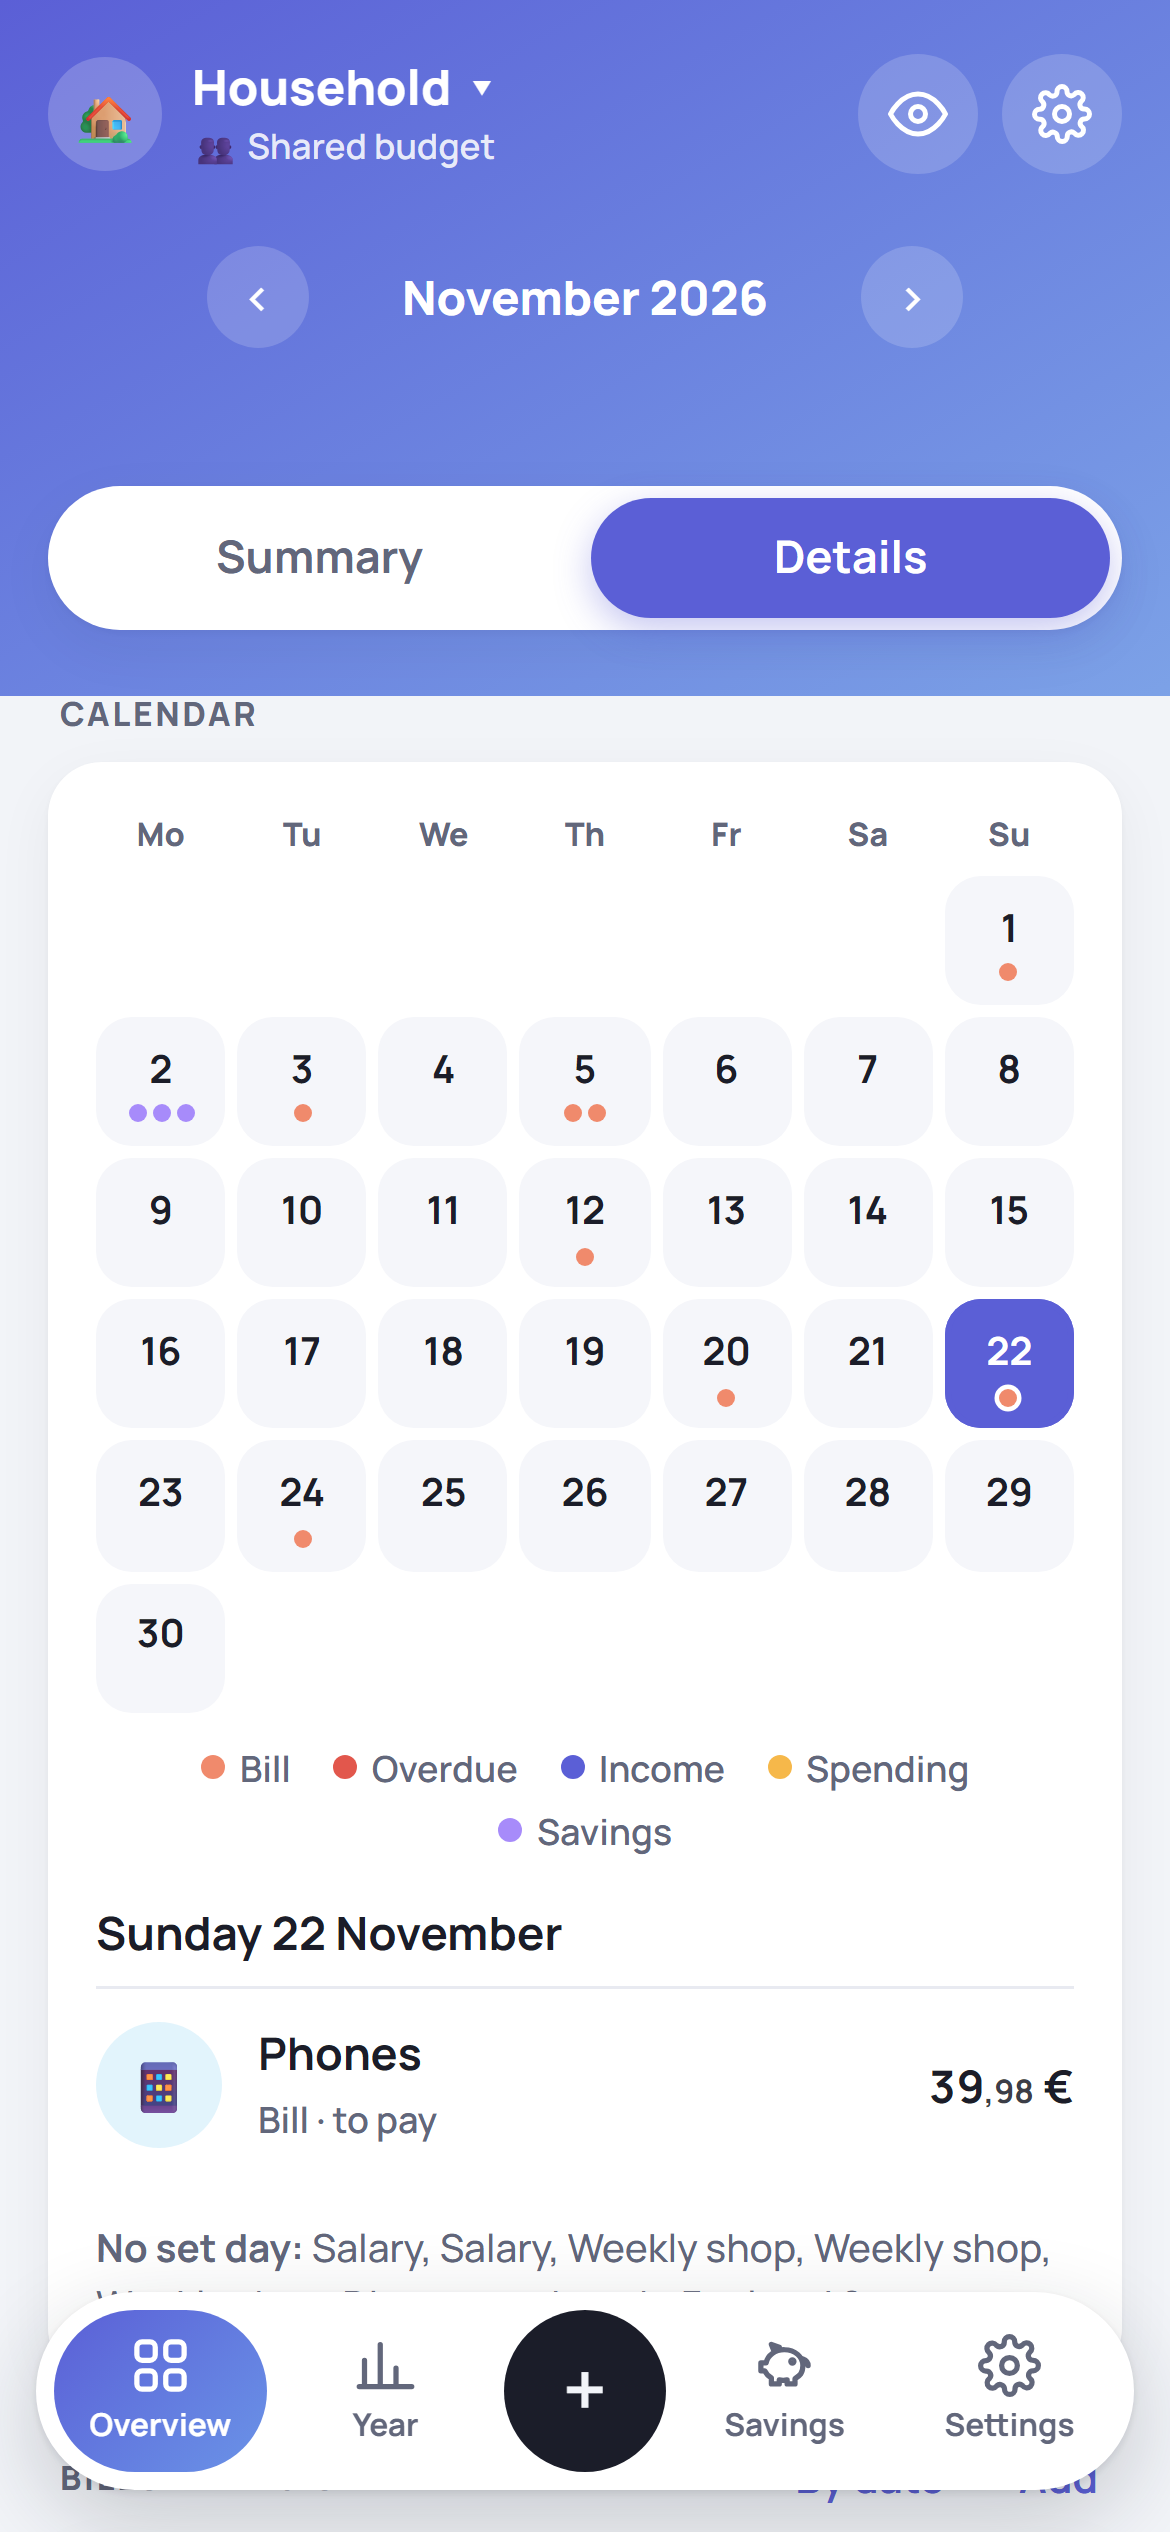 Household ▼
Shared budget
November 2026
Summary
Details
CALENDAR
Mo Tu We Th Fr Sa Su
1
2 3 4 5 6 7 8
9 10 11 12 13 14 15
16 17 18 19 20 21 22
23 24 25 26 27 28 29
30
Bill Overdue Income Spending
Savings
Sunday 22 November
Phones
39,98 €
Bill · to pay
No set day: Salary, Salary, Weekly shop, Weekly shop,
Overview Year + Savings Settings
By date Add